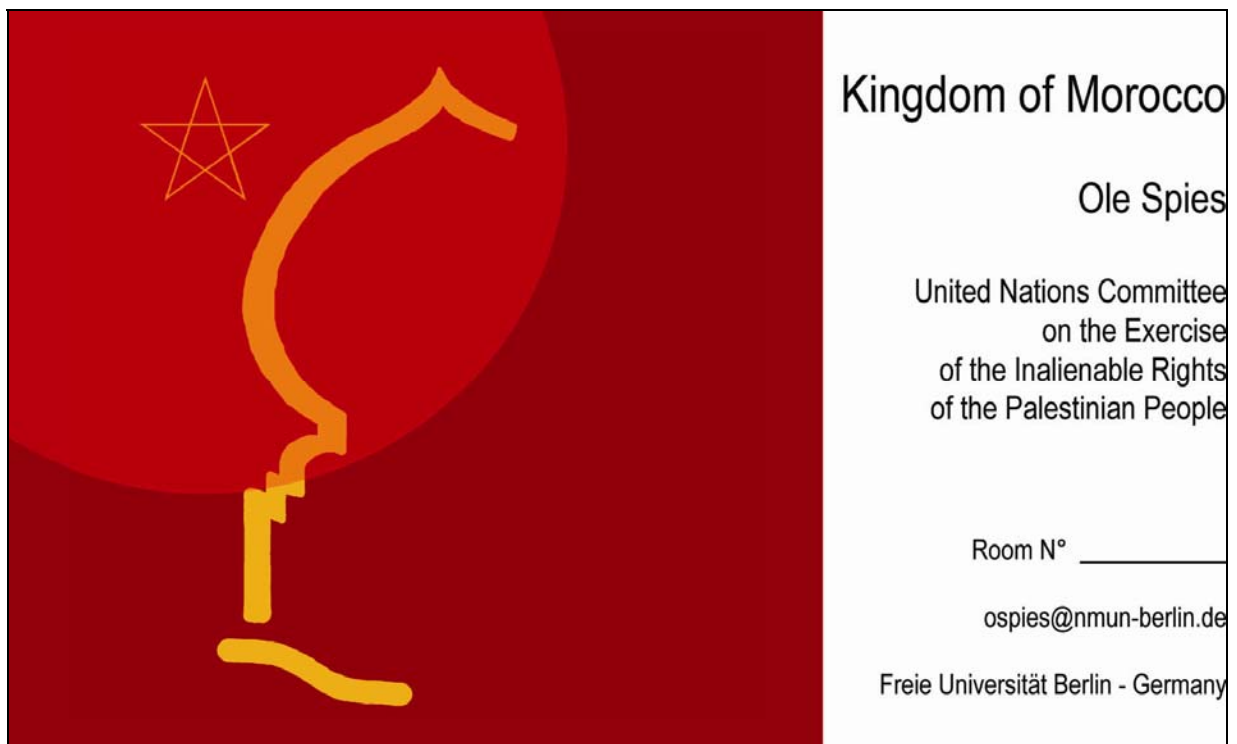 Kingdom of Morocco
Ole Spies
United Nations Committee
on the Exercise
of the Inalienable Rights
of the Palestinian People
Room N° ___________
ospies@nmun-berlin.de
Freie Universität Berlin - Germany